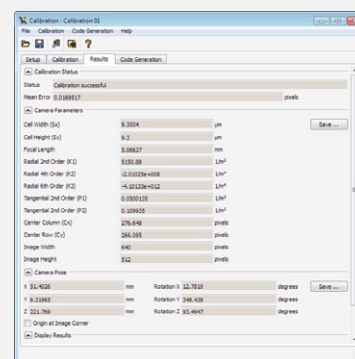 Calibration : Calibration 01
File Calibration Code Generation Help
Setup Calibration Results Code Generation
Calibration Status
Status Calibration successful
Mean Error 0.0169517 pixels
Camera Parameters
Cell Width (Sx) 9.3004 µm Save ...
Cell Height (Sy) 9.3 µm
Focal Length 5.06637 mm
Radial 2nd Order (K1) 5150.88 1/m²
Radial 4th Order (K2) -2.01025e+008 1/m⁴
Radial 6th Order (K3) -4.10123e+012 1/m⁶
Tangential 2nd Order (P1) 0.0500135 1/m²
Tangential 2nd Order (P2) 0.109935 1/m²
Center Column (Cx) 276.648 pixels
Center Row (Cy) 266.095 pixels
Image Width 640 pixels
Image Height 512 pixels
Camera Pose
X 51.4028 mm Rotation X 12.7819 degrees Save ...
Y 6.31965 mm Rotation Y 348.438 degrees
Z 221.769 mm Rotation Z 93.4947 degrees
Origin at Image Corner
Display Results